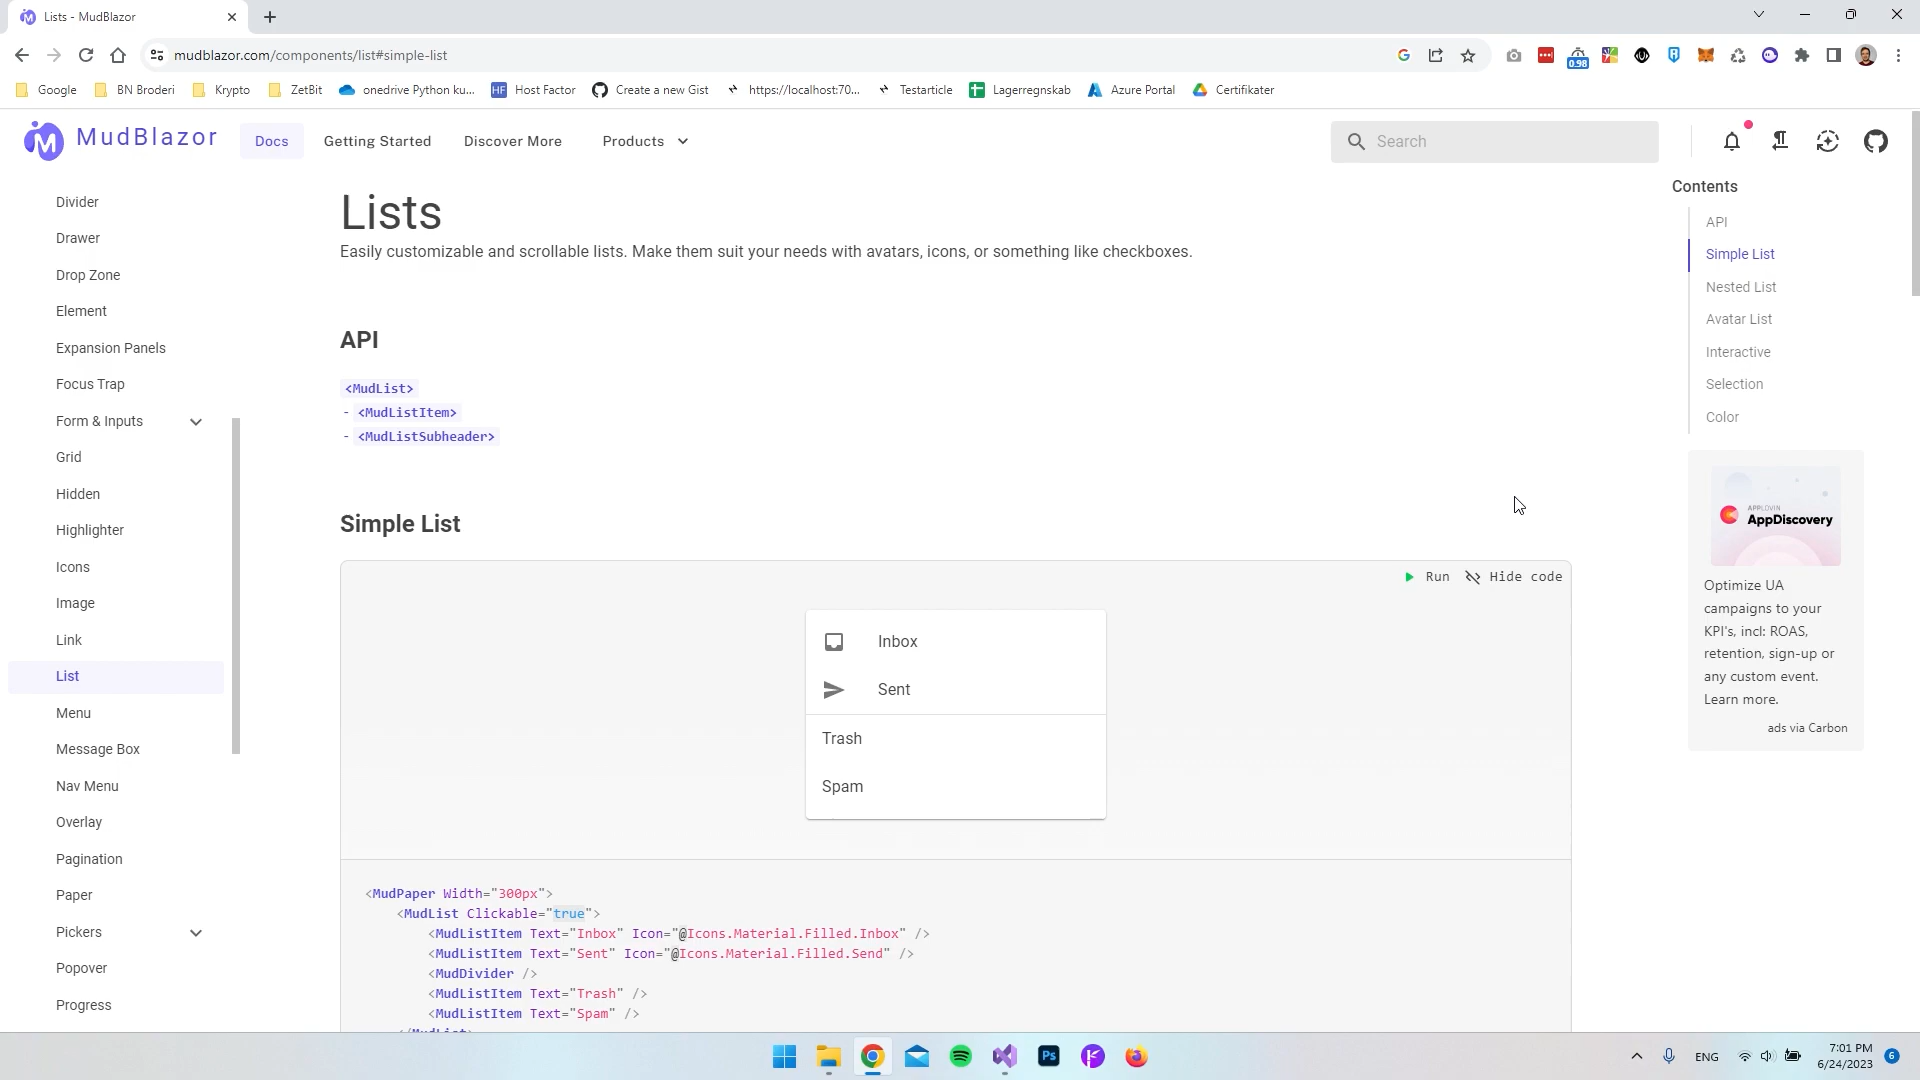 Lists - MudBlazor
mudblazor.com/components/list#simple-list
0.98
Google
BN Broderi
Krypto
ZetBit
onedrive Python ku...
HF Host Factor
Create a new Gist
https://localhost:70...
Testarticle
Lagerregnskab
Azure Portal
Certifikater
MudBlazor
Docs
Getting Started
Discover More
Products
Search
Divider
Drawer
Drop Zone
Element
Expansion Panels
Focus Trap
Form & Inputs
Grid
Hidden
Highlighter
Icons
Image
Link
List
Menu
Message Box
Nav Menu
Overlay
Pagination
Paper
Pickers
Popover
Progress
Lists
Easily customizable and scrollable lists. Make them suit your needs with avatars, icons, or something like checkboxes.
API
<MudList>
- <MudListItem>
- <MudListSubheader>
Simple List
Run
Hide code
Inbox
Sent
Trash
Spam
<MudPaper Width="300px">
<MudList Clickable="true">
<MudListItem Text="Inbox" Icon="@Icons.Material.Filled.Inbox" />
<MudListItem Text="Sent" Icon="@Icons.Material.Filled.Send" />
<MudDivider />
<MudListItem Text="Trash" />
<MudListItem Text="Spam" />
</MudList>
Contents
API
Simple List
Nested List
Avatar List
Interactive
Selection
Color
APPLOVIN
AppDiscovery
Optimize UA
campaigns to your
KPI's, incl: ROAS,
retention, sign-up or
any custom event.
Learn more.
ads via Carbon
Ps
ENG
7:01 PM
6/24/2023
6